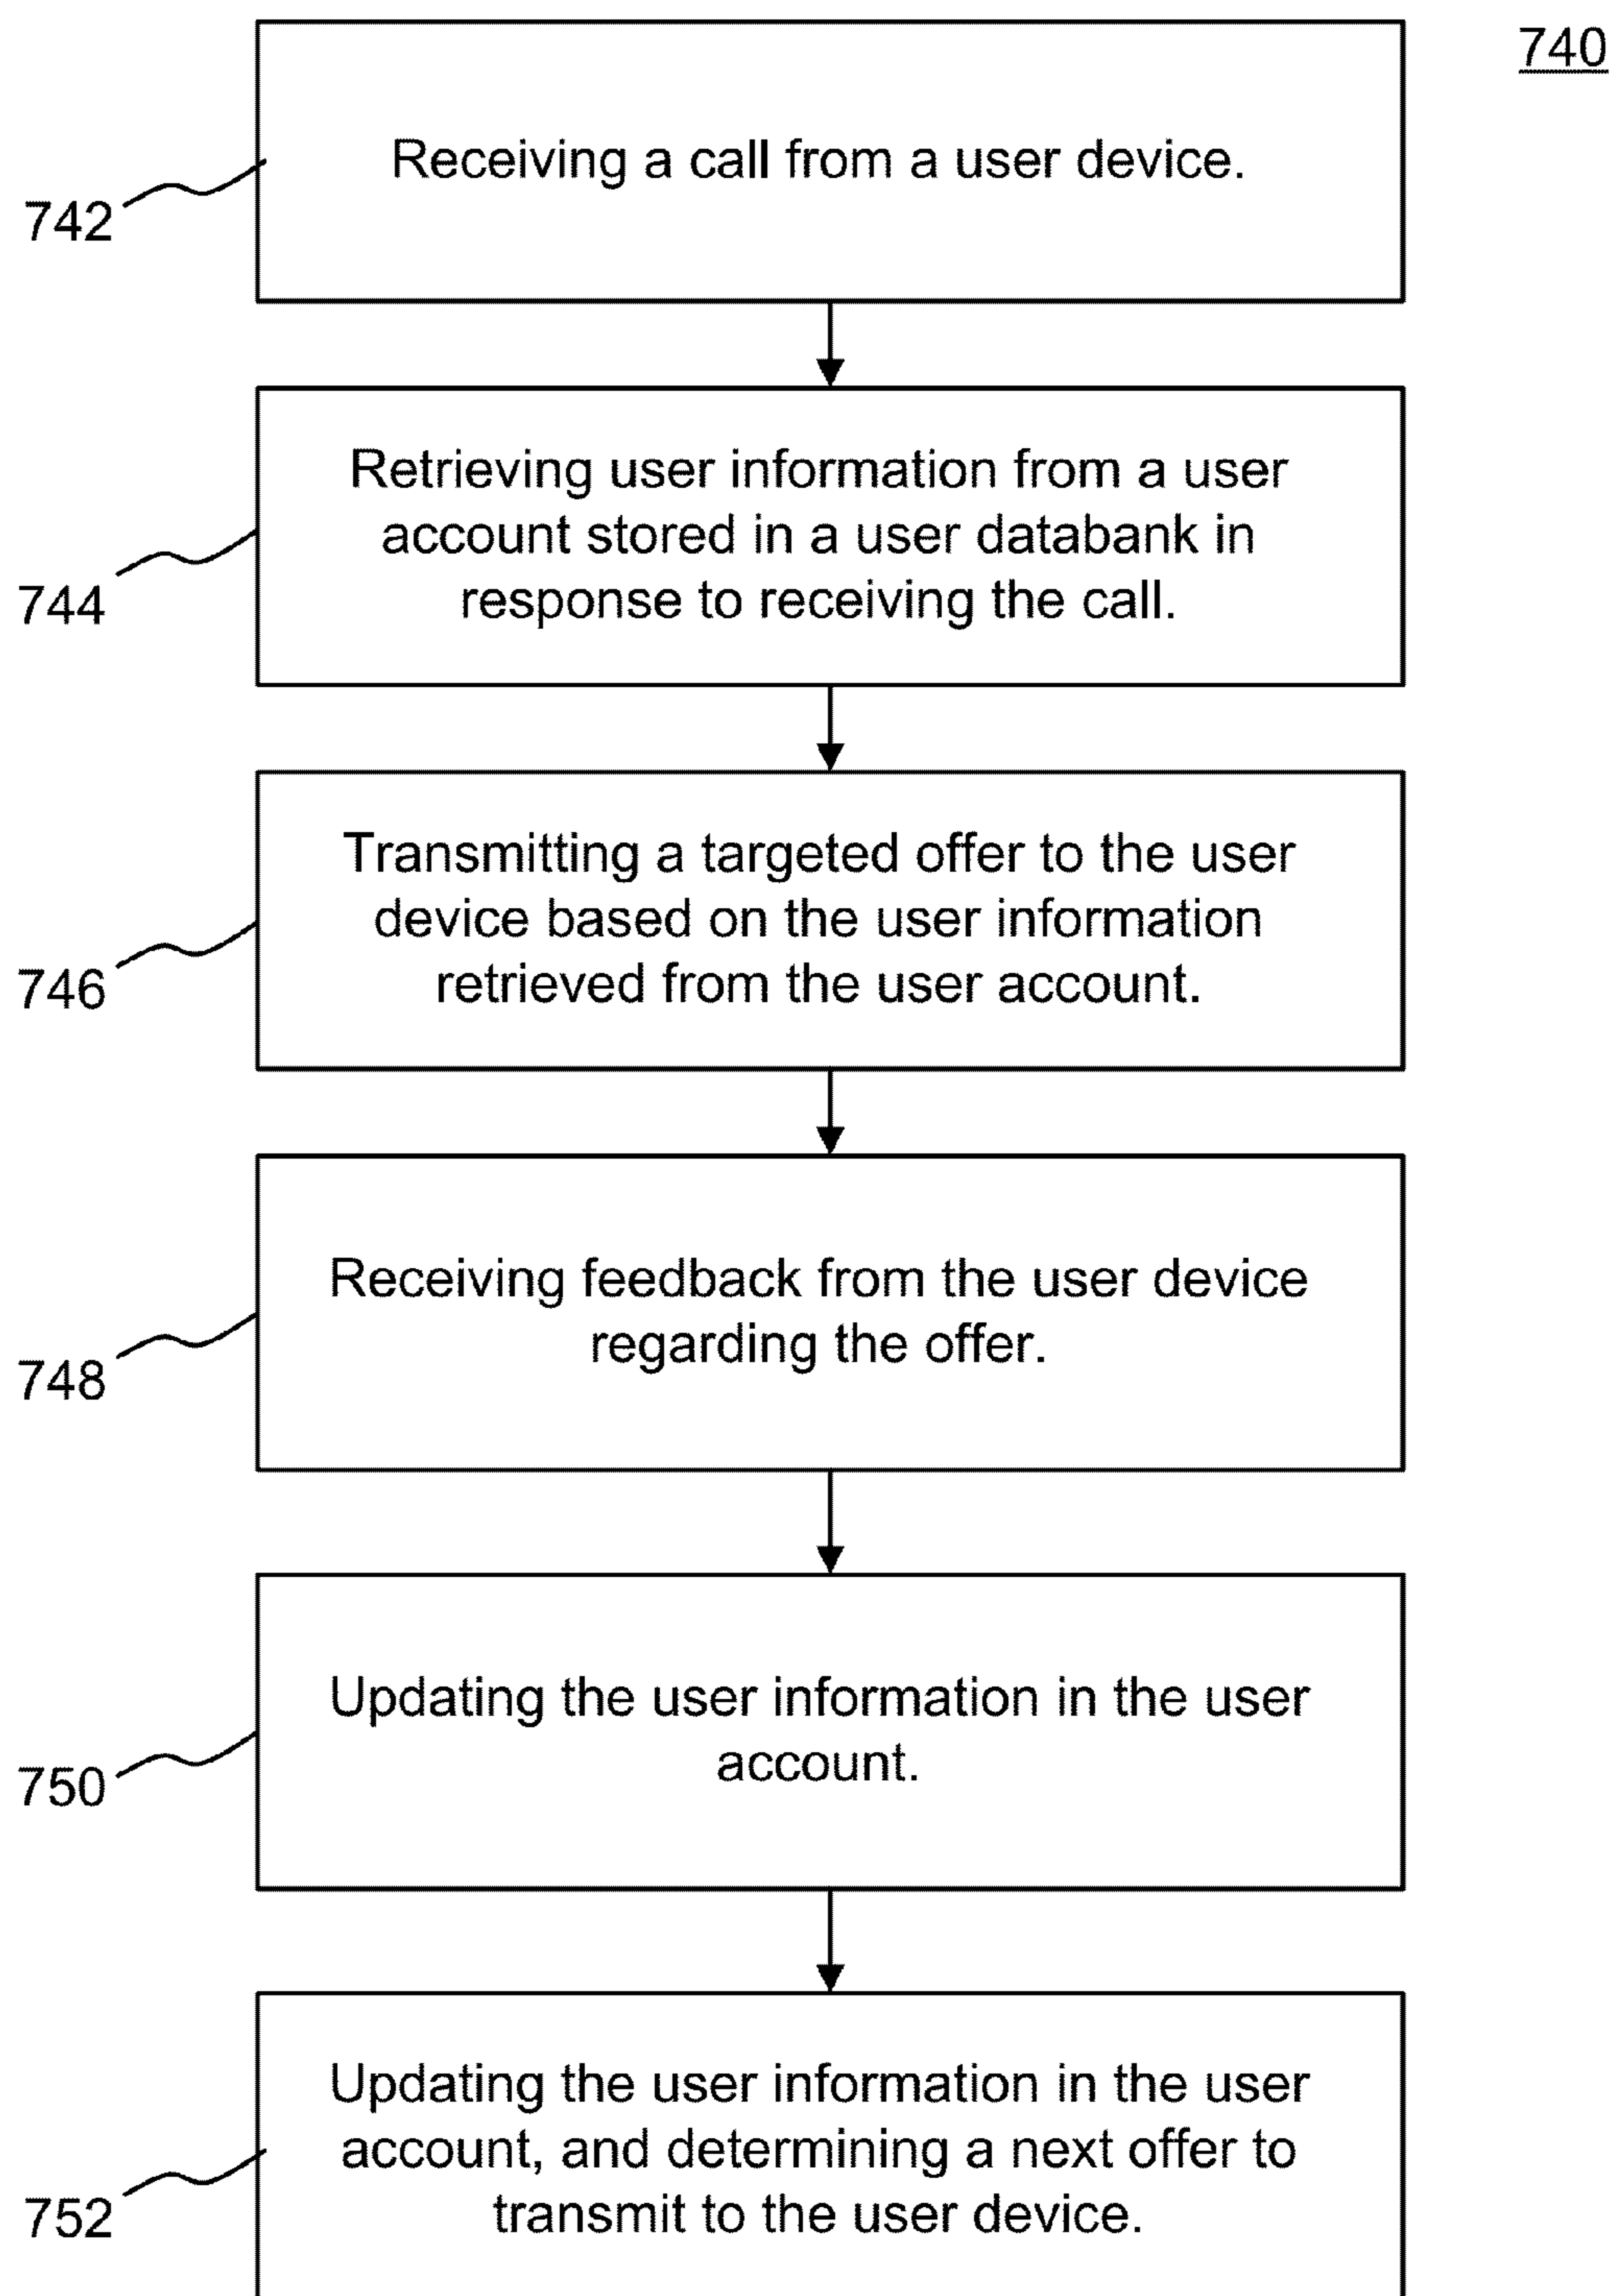 740
Receiving a call from a user device.
742
Retrieving user information from a user
account stored in a user databank in
response to receiving the call.
744
Transmitting a targeted offer to the user
device based on the user information
retrieved from the user account.
746
Receiving feedback from the user device
regarding the offer.
748
Updating the user information in the user
account.
750
Updating the user information in the user
account, and determining a next offer to
transmit to the user device.
752